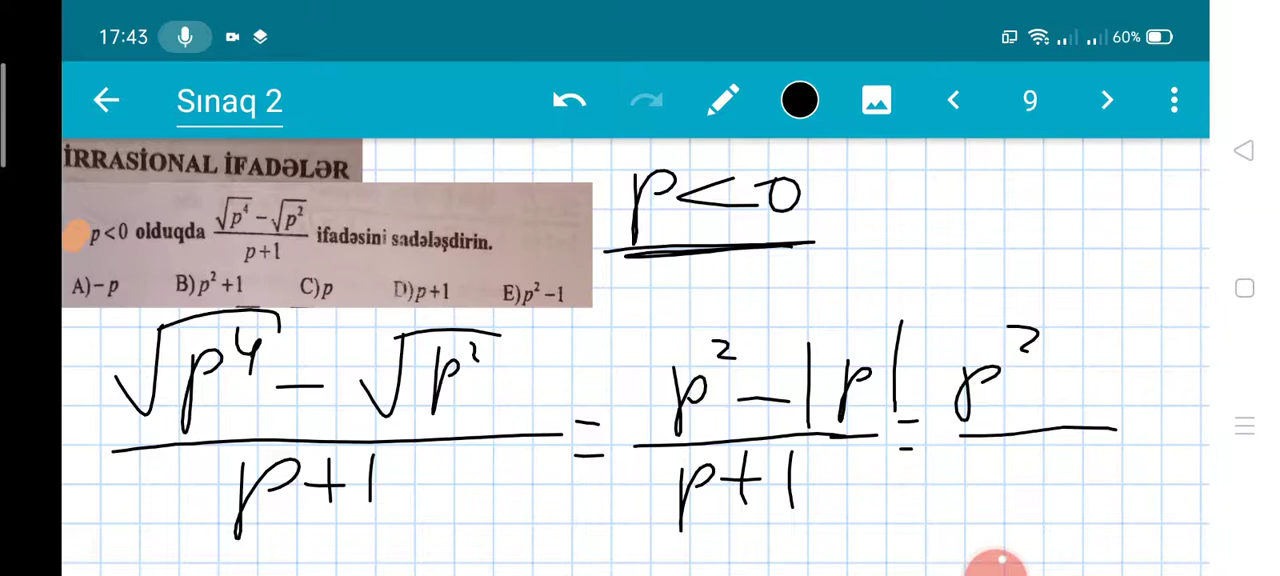 17:43 60%
Sınaq 2 9
İRRASİONAL İFADƏLƏR
p<0 olduqda (√p⁴ − √p²)/(p+1) ifadəsini sadələşdirin.
A)−p B)p²+1 C)p D)p+1 E)p²−1
p<0
(√p⁴ − √p²)/(p+1) = (p² − |p|)/(p+1) = p²